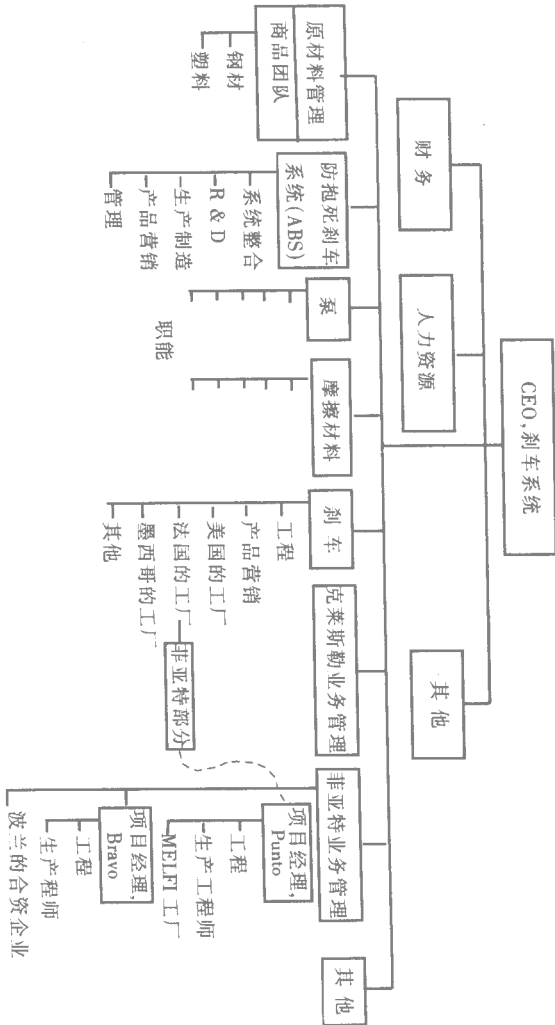 CEO,刹车系统
财务
人力资源
其他
原材料管理
商品团队
钢材
塑料
防抱死刹车
系统(ABS)
系统整合
R & D
生产制造
产品营销
管理
泵
职能
摩擦材料
刹车
工程
产品营销
美国的工厂
法国的工厂
墨西哥的工厂
其他
菲亚特部分
克莱斯勒业务管理
菲亚特业务管理
项目经理,
Punto
工程
生产工程师
MELFI 工厂
项目经理,
Bravo
工程
生产程师
波兰的合资企业
其他